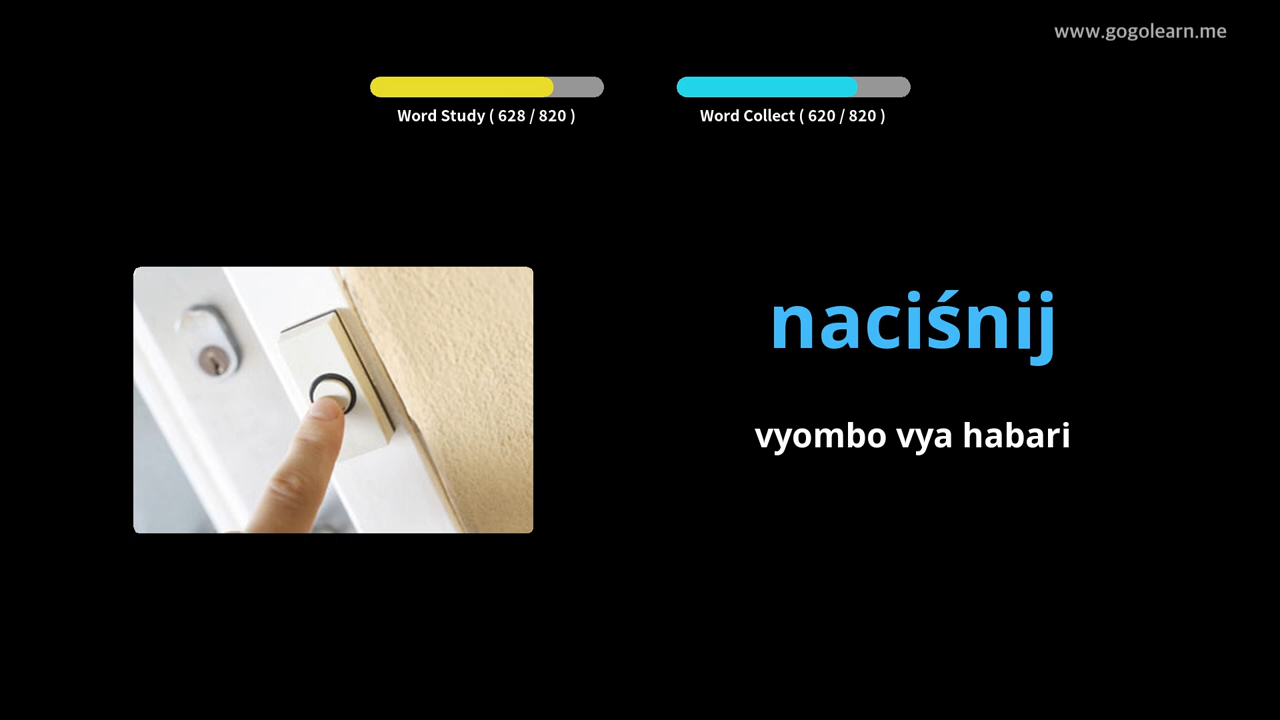 www.gogolearn.me
Word Study ( 628 / 820 )
Word Collect ( 620 / 820 )
naciśnij
vyombo vya habari